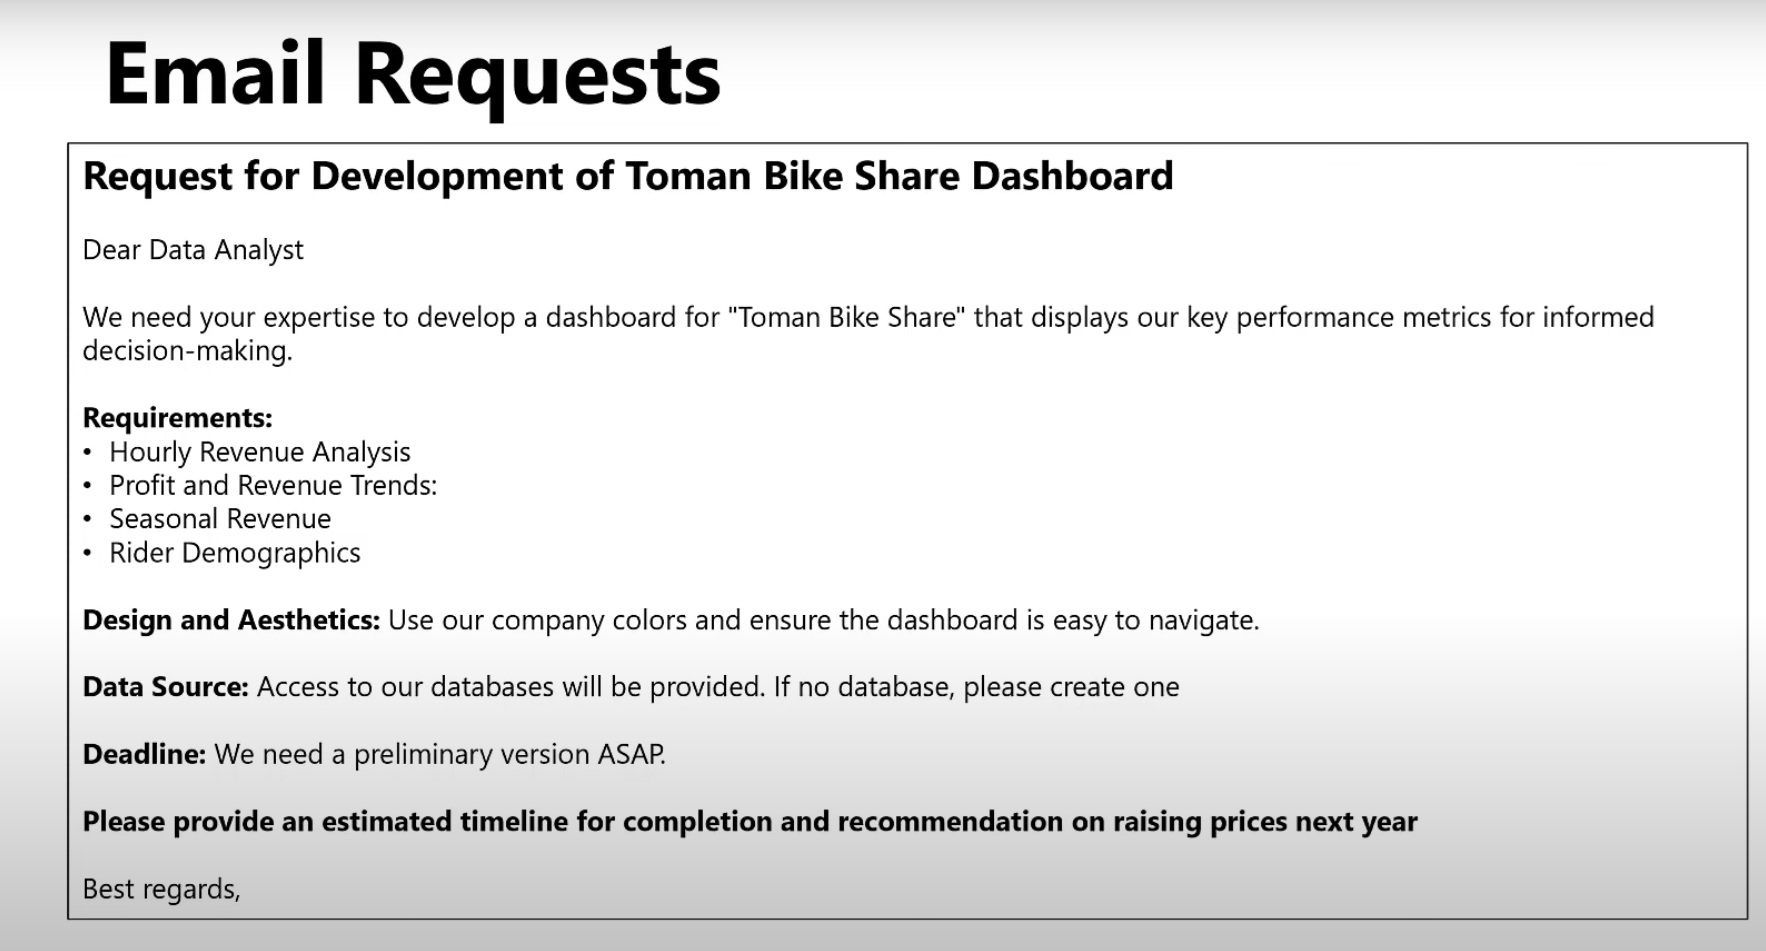 Email Requests
Request for Development of Toman Bike Share Dashboard
Dear Data Analyst
We need your expertise to develop a dashboard for "Toman Bike Share" that displays our key performance metrics for informed
decision-making.
Requirements:
• Hourly Revenue Analysis
• Profit and Revenue Trends:
• Seasonal Revenue
• Rider Demographics
Design and Aesthetics: Use our company colors and ensure the dashboard is easy to navigate.
Data Source: Access to our databases will be provided. If no database, please create one
Deadline: We need a preliminary version ASAP.
Please provide an estimated timeline for completion and recommendation on raising prices next year
Best regards,